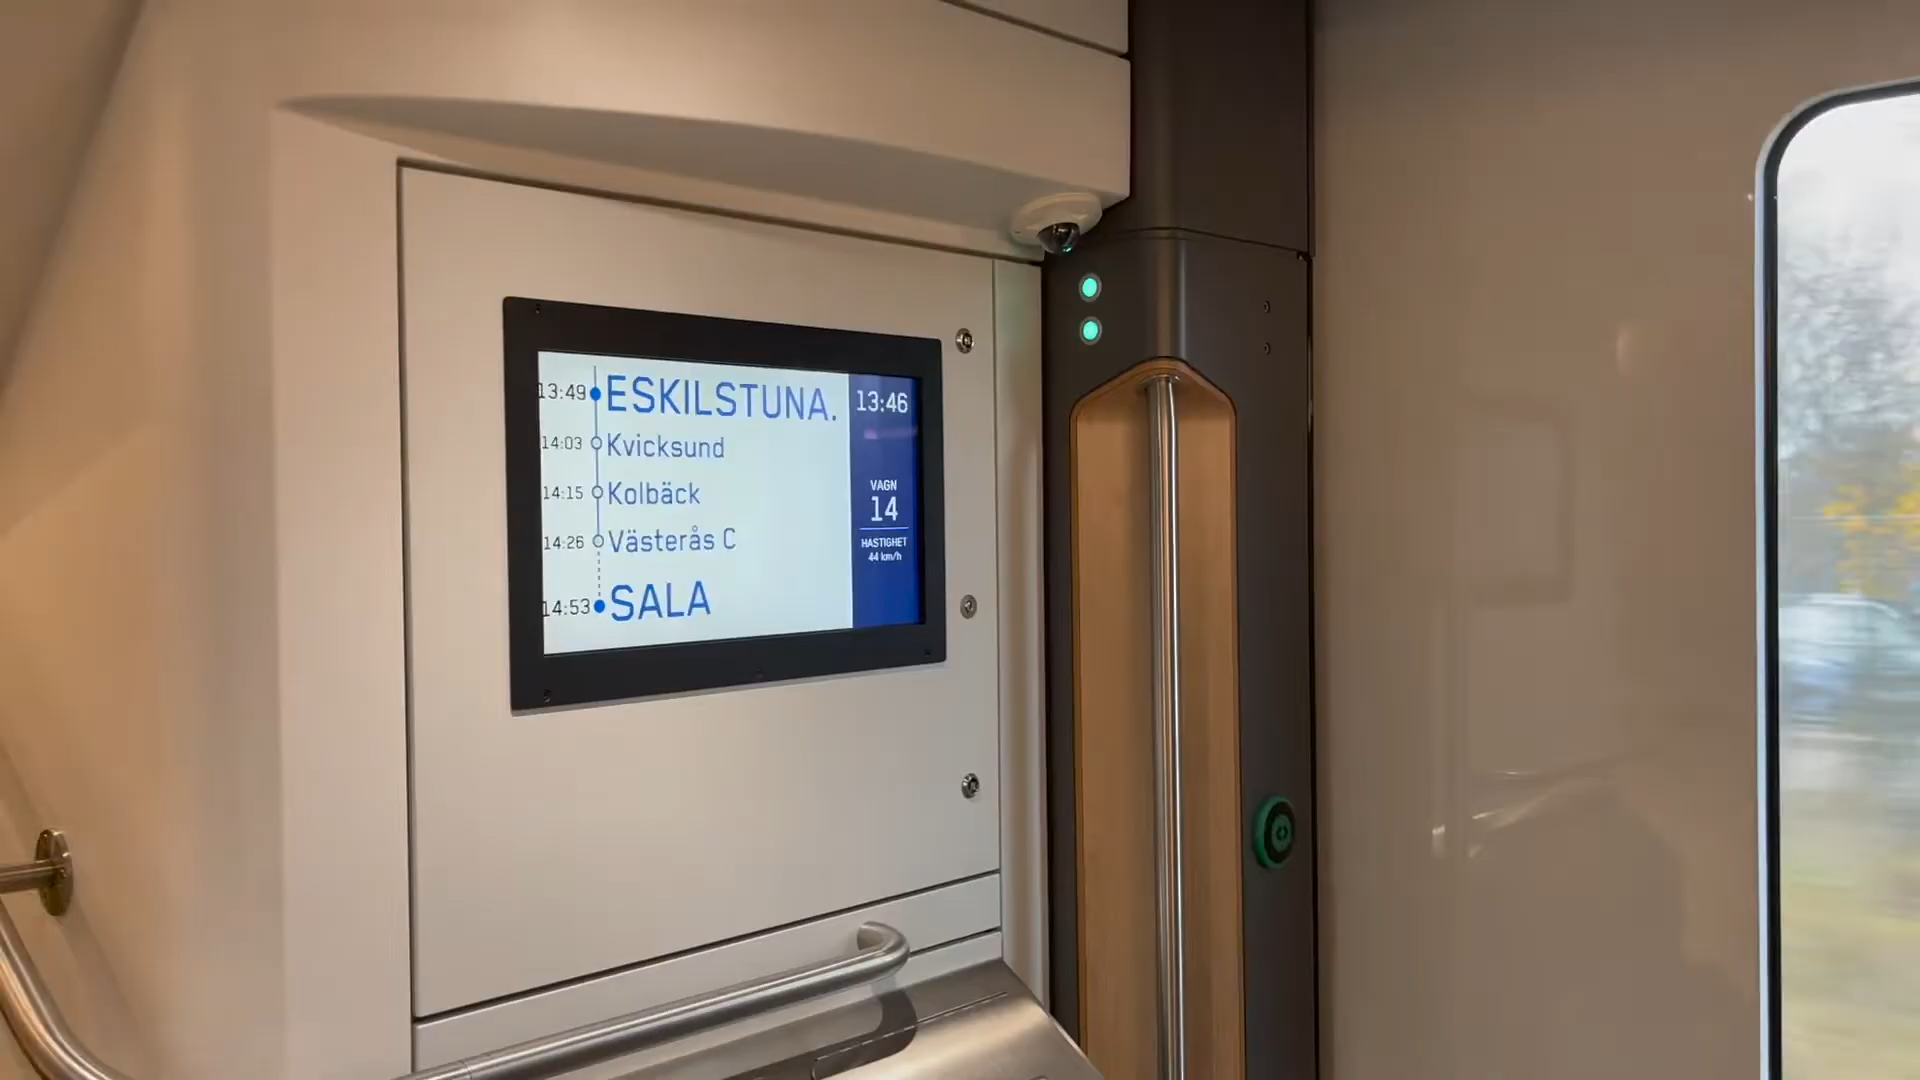 13:49 ESKILSTUNA.
14:03 Kvicksund
14:15 Kolbäck
14:26 Västerås C
14:53 SALA
13:46
VAGN
14
HASTIGHET
44 km/h